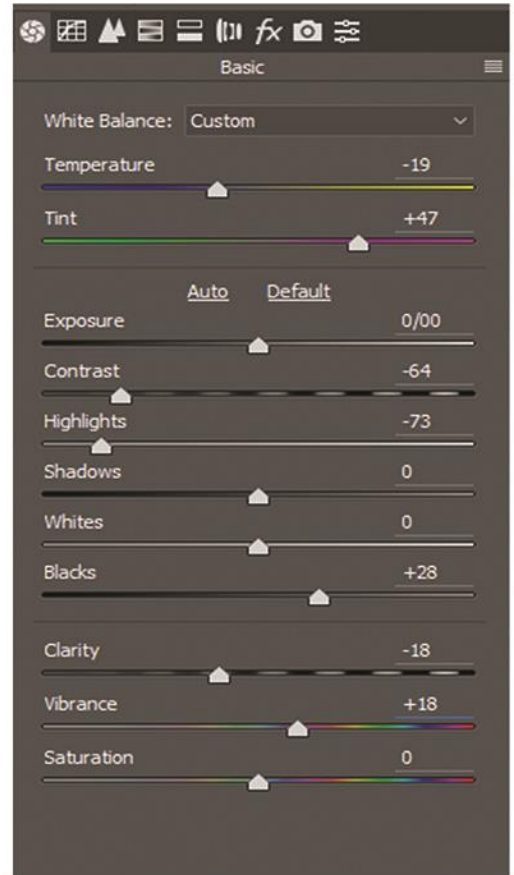 fx
Basic
White Balance: Custom
Temperature -19
Tint +47
Auto Default
Exposure 0/00
Contrast -64
Highlights -73
Shadows 0
Whites 0
Blacks +28
Clarity -18
Vibrance +18
Saturation 0